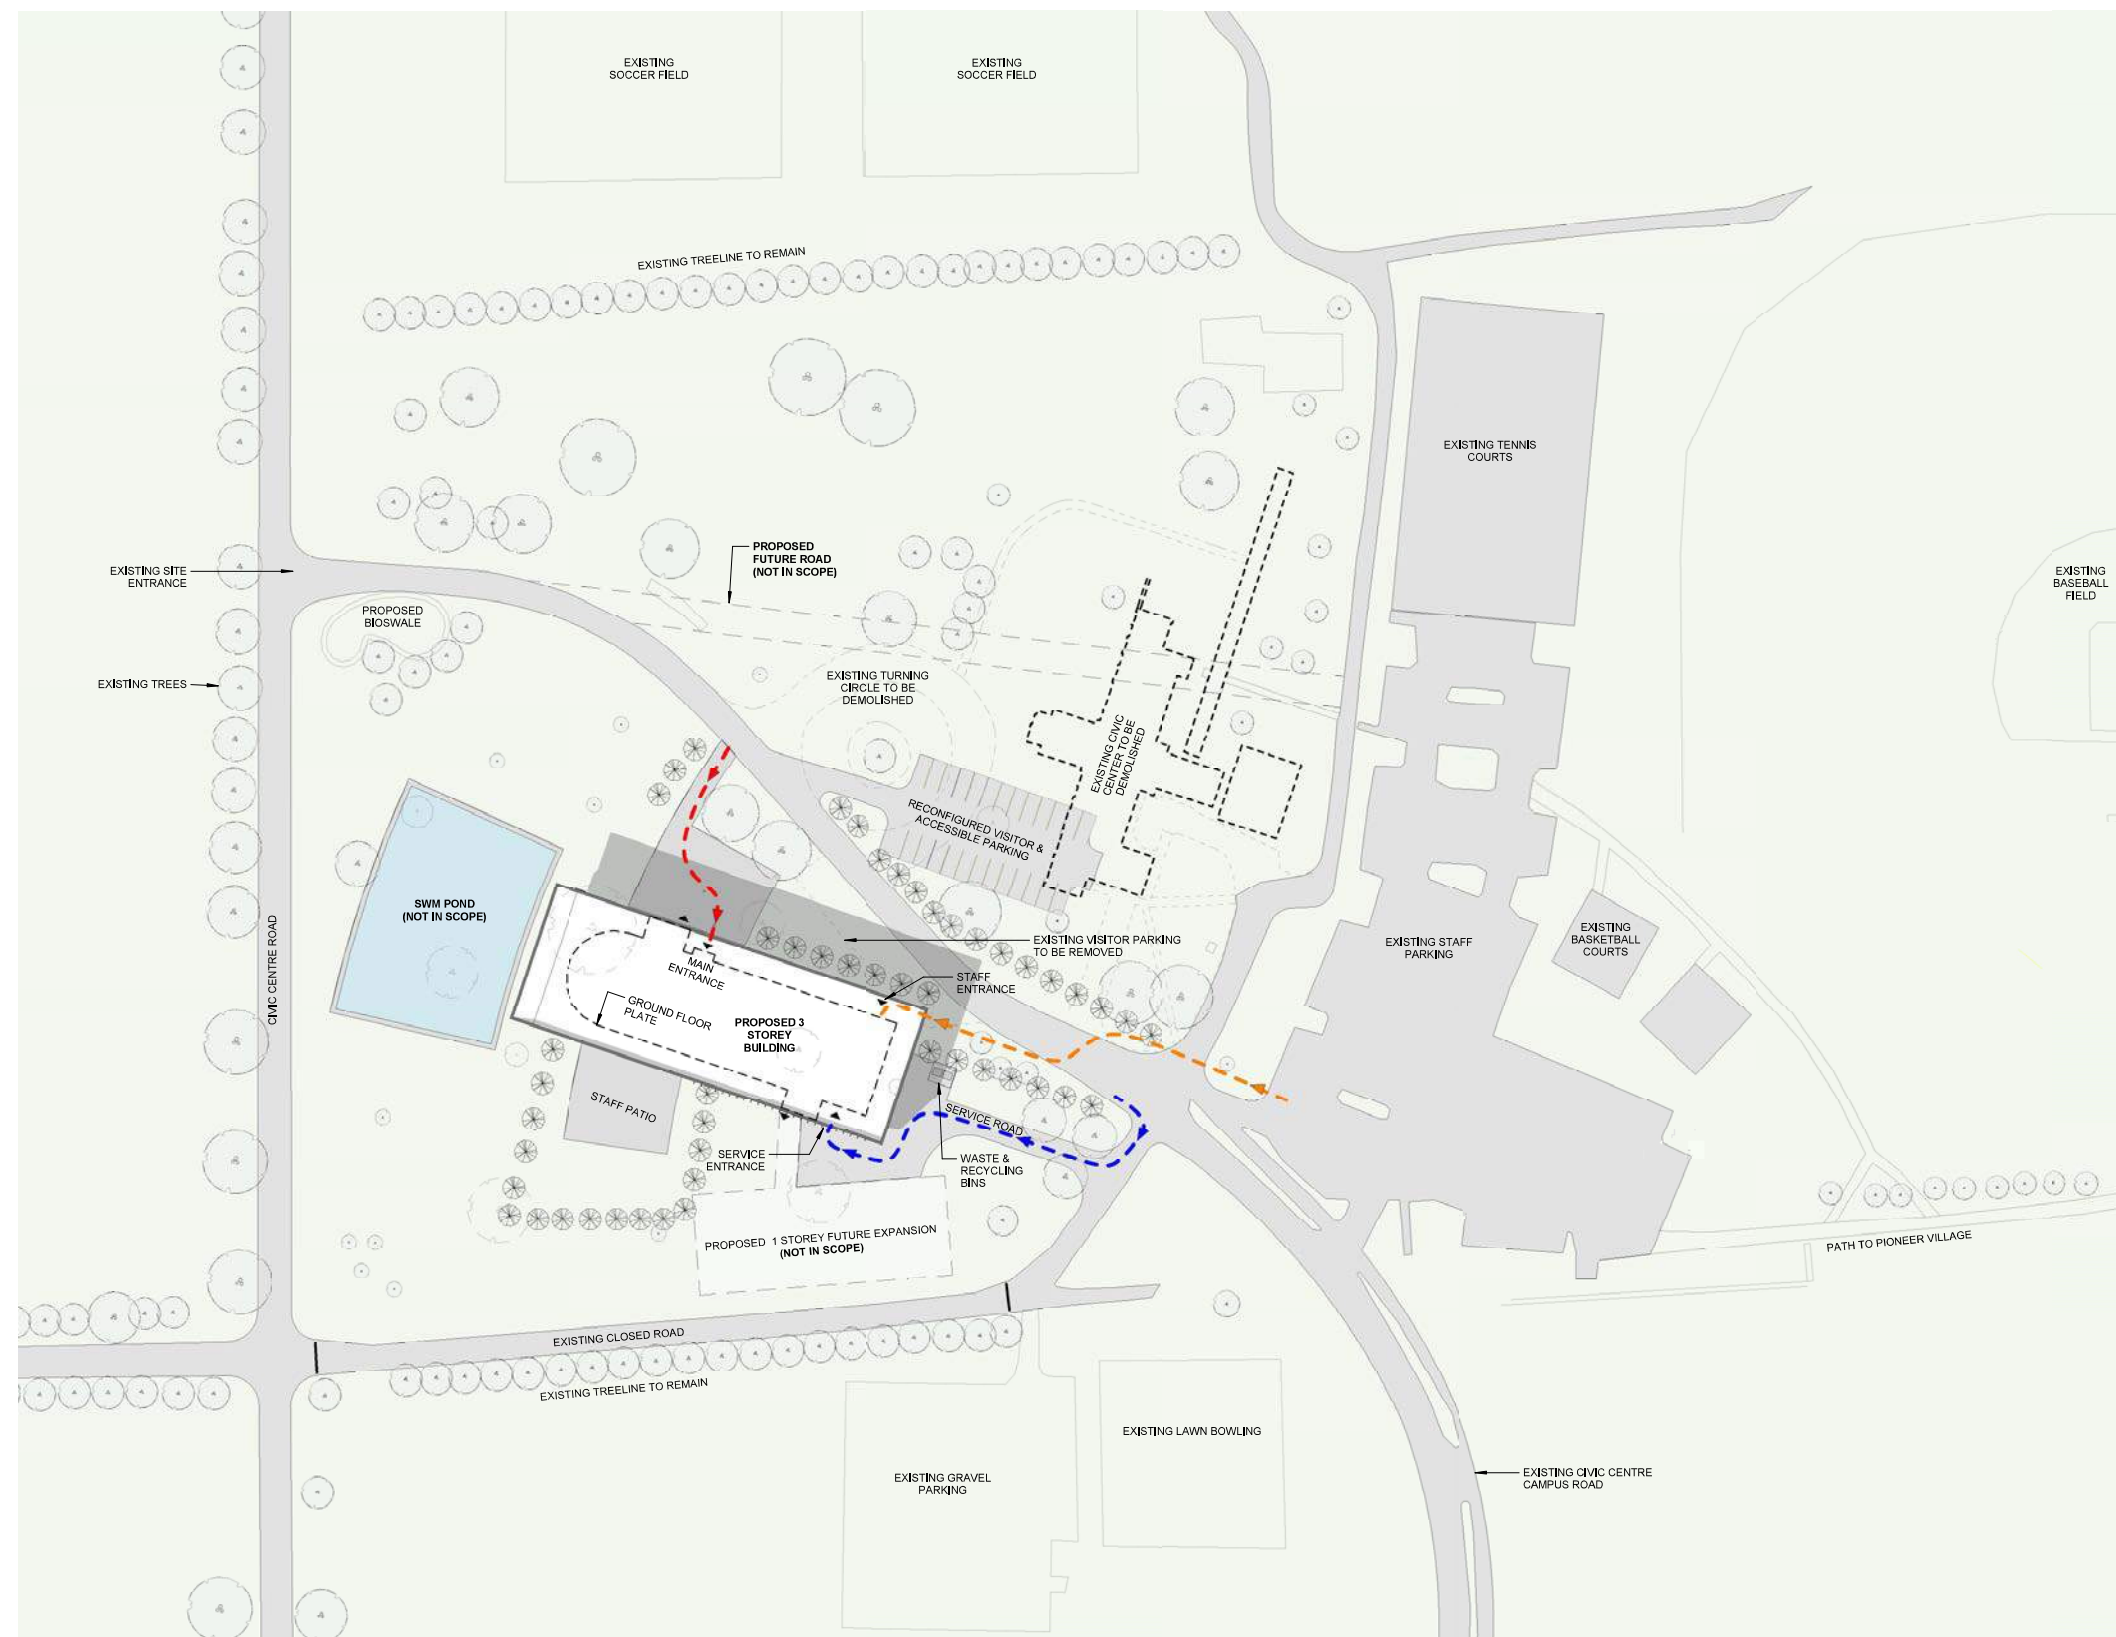 EXISTING
SOCCER FIELD
EXISTING
SOCCER FIELD
EXISTING TREELINE TO REMAIN
EXISTING TENNIS
COURTS
PROPOSED
FUTURE ROAD
(NOT IN SCOPE)
EXISTING SITE
ENTRANCE
EXISTING
BASEBALL
FIELD
PROPOSED
BIOSWALE
EXISTING TREES
EXISTING TURNING
CIRCLE TO BE
DEMOLISHED
EXISTING CIVIC
CENTER TO BE
DEMOLISHED
RECONFIGURED VISITOR &
ACCESSIBLE PARKING
SWM POND
(NOT IN SCOPE)
CIVIC CENTRE ROAD
EXISTING VISITOR PARKING
TO BE REMOVED
EXISTING STAFF
PARKING
EXISTING
BASKETBALL
COURTS
MAIN
ENTRANCE
STAFF
ENTRANCE
GROUND FLOOR
PLATE
PROPOSED 3
STOREY
BUILDING
STAFF PATIO
SERVICE ROAD
SERVICE
ENTRANCE
WASTE &
RECYCLING
BINS
PROPOSED 1 STOREY FUTURE EXPANSION
(NOT IN SCOPE)
PATH TO PIONEER VILLAGE
EXISTING CLOSED ROAD
EXISTING TREELINE TO REMAIN
EXISTING LAWN BOWLING
EXISTING GRAVEL
PARKING
EXISTING CIVIC CENTRE
CAMPUS ROAD